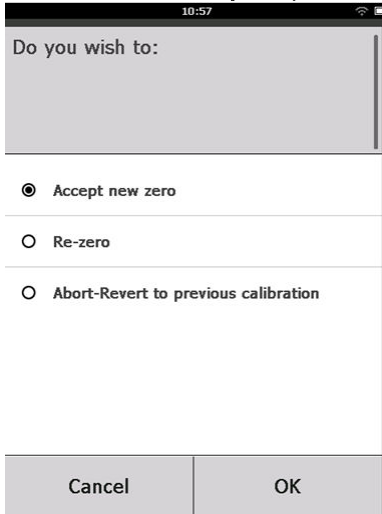 10:57
Do you wish to:
Accept new zero
Re-zero
Abort-Revert to previous calibration
Cancel
OK